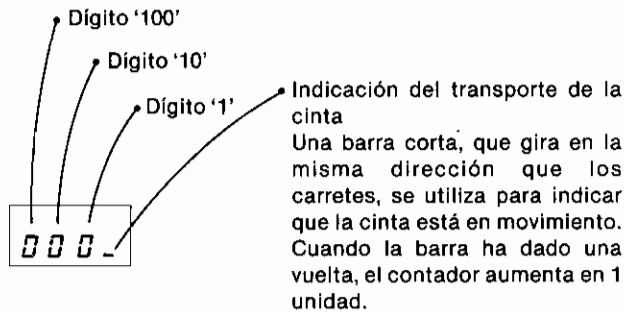 Dígito '100'
Dígito '10'
Dígito '1'
Indicación del transporte de la
cinta
Una barra corta, que gira en la
misma dirección que los
carretes, se utiliza para indicar
que la cinta está en movimiento.
Cuando la barra ha dado una
vuelta, el contador aumenta en 1
unidad.
000_